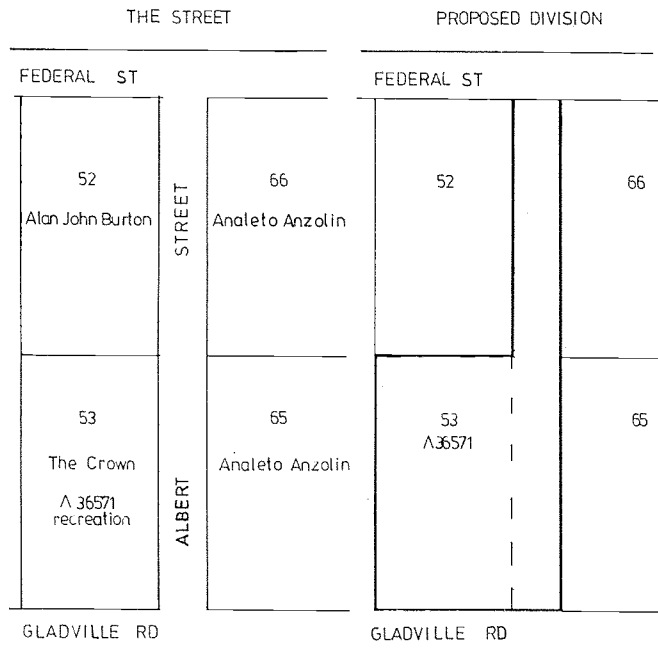 THE STREET
FEDERAL ST
52
Alan John Burton
STREET
66
Analeto Anzolin
53
The Crown
Λ 36571
recreation
ALBERT
65
Analeto Anzolin
GLADVILLE RD
PROPOSED DIVISION
FEDERAL ST
52
66
53
Λ36571
65
GLADVILLE RD